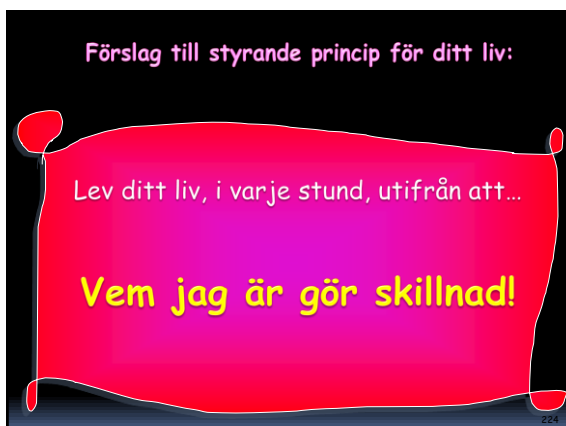 Förslag till styrande princip för ditt liv:
Lev ditt liv, i varje stund, utifrån att...
Vem jag är gör skillnad!
224